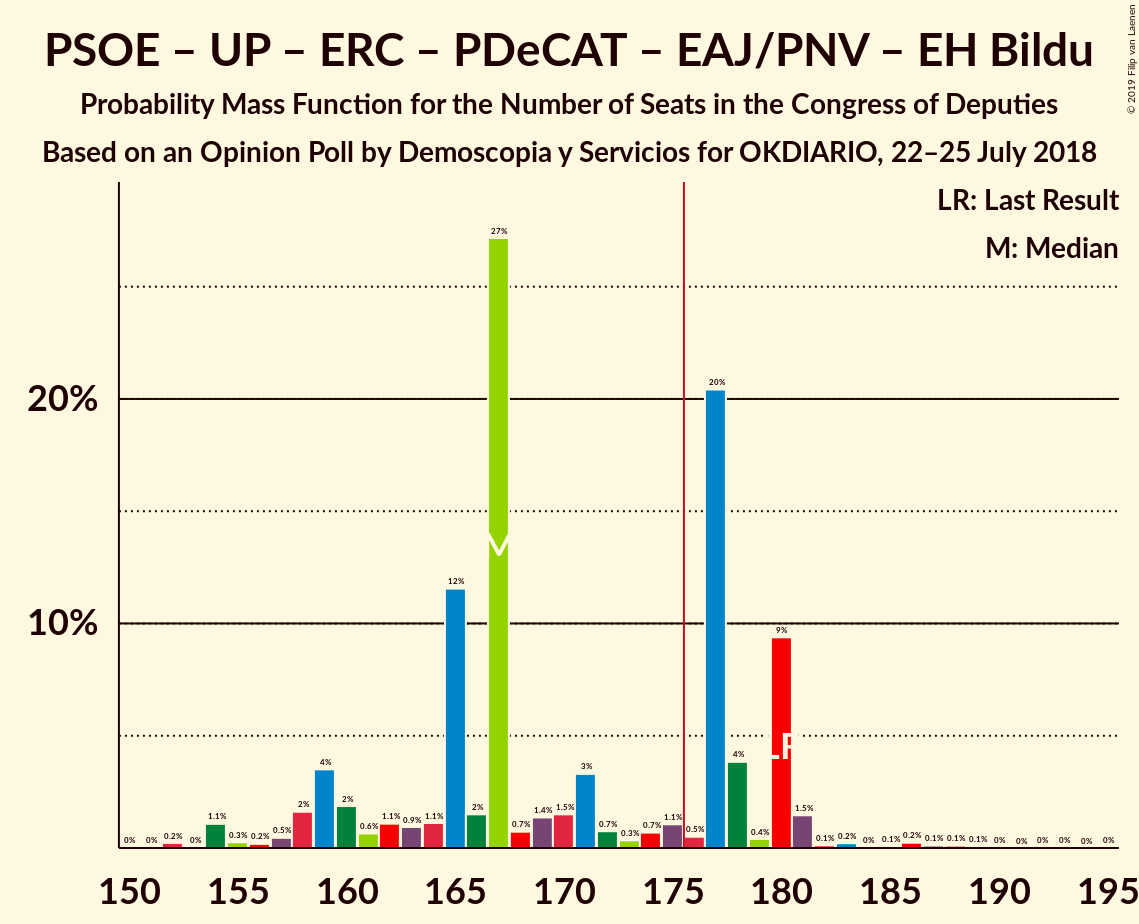 PSOE – UP – ERC – PDeCAT – EAJ/PNV – EH Bildu
Probability Mass Function for the Number of Seats in the Congress of Deputies
Based on an Opinion Poll by Demoscopia y Servicios for OKDIARIO, 22–25 July 2018
© 2019 Filip van Laenen
LR: Last Result
M: Median
20%
10%
0% 0% 0.2% 0% 1.1% 0.3% 0.2% 0.5% 2% 4% 2% 0.6% 1.1% 0.9% 1.1% 12% 2% 27% 0.7% 1.4% 1.5% 3% 0.7% 0.3% 0.7% 1.1% 0.5% 20% 4% 0.4% 9% 1.5% 0.1% 0.2% 0% 0.1% 0.2% 0.1% 0.1% 0.1% 0% 0% 0% 0% 0% 0%
M
LR
150 155 160 165 170 175 180 185 190 195